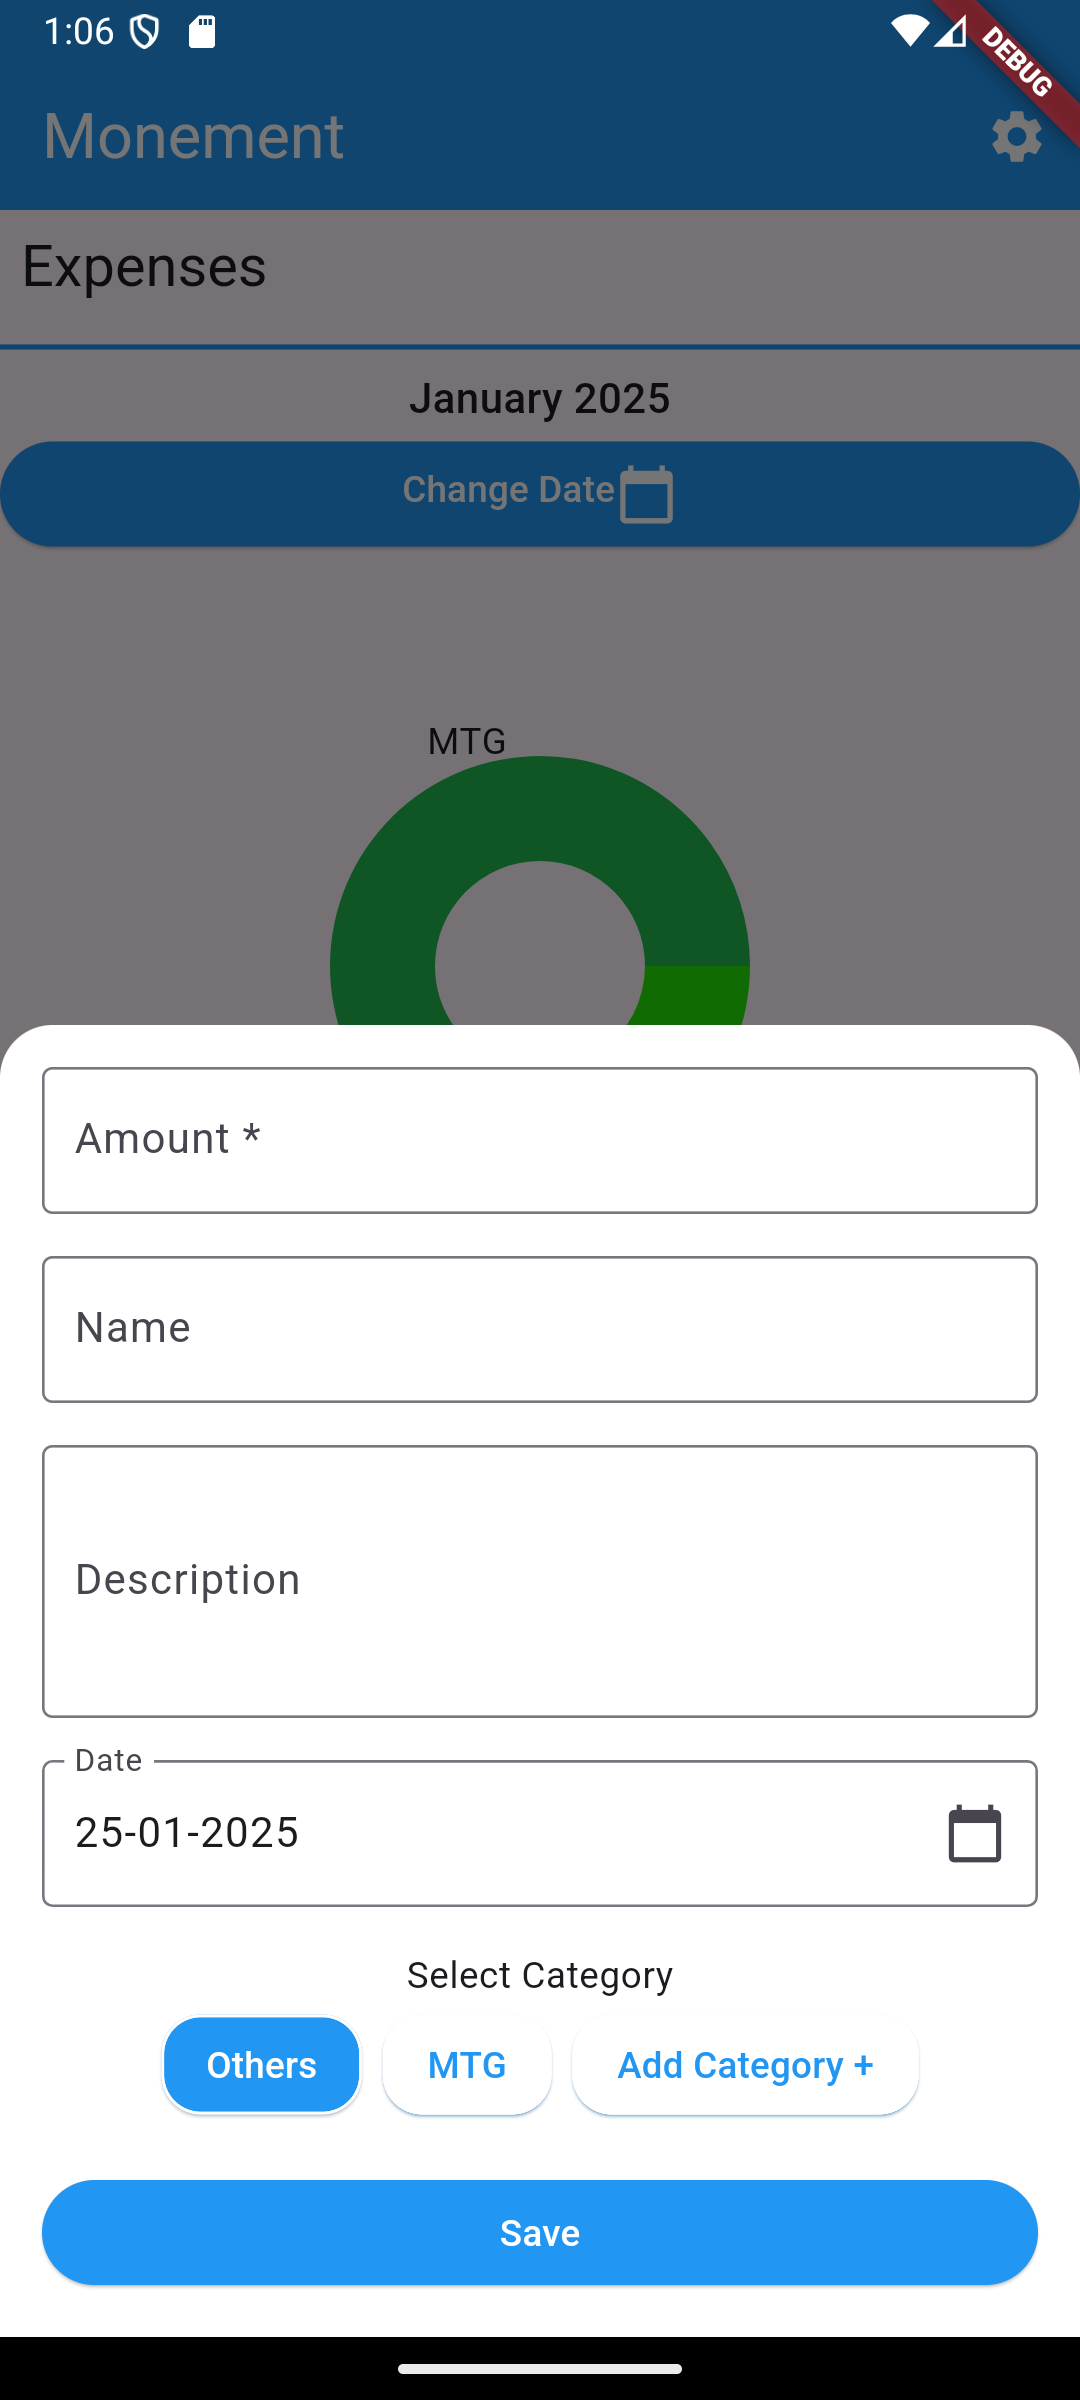 1:06
DEBUG
Monement
Expenses
January 2025
Change Date
MTG
Amount *
Name
Description
Date
25-01-2025
Select Category
Others MTG Add Category +
Save